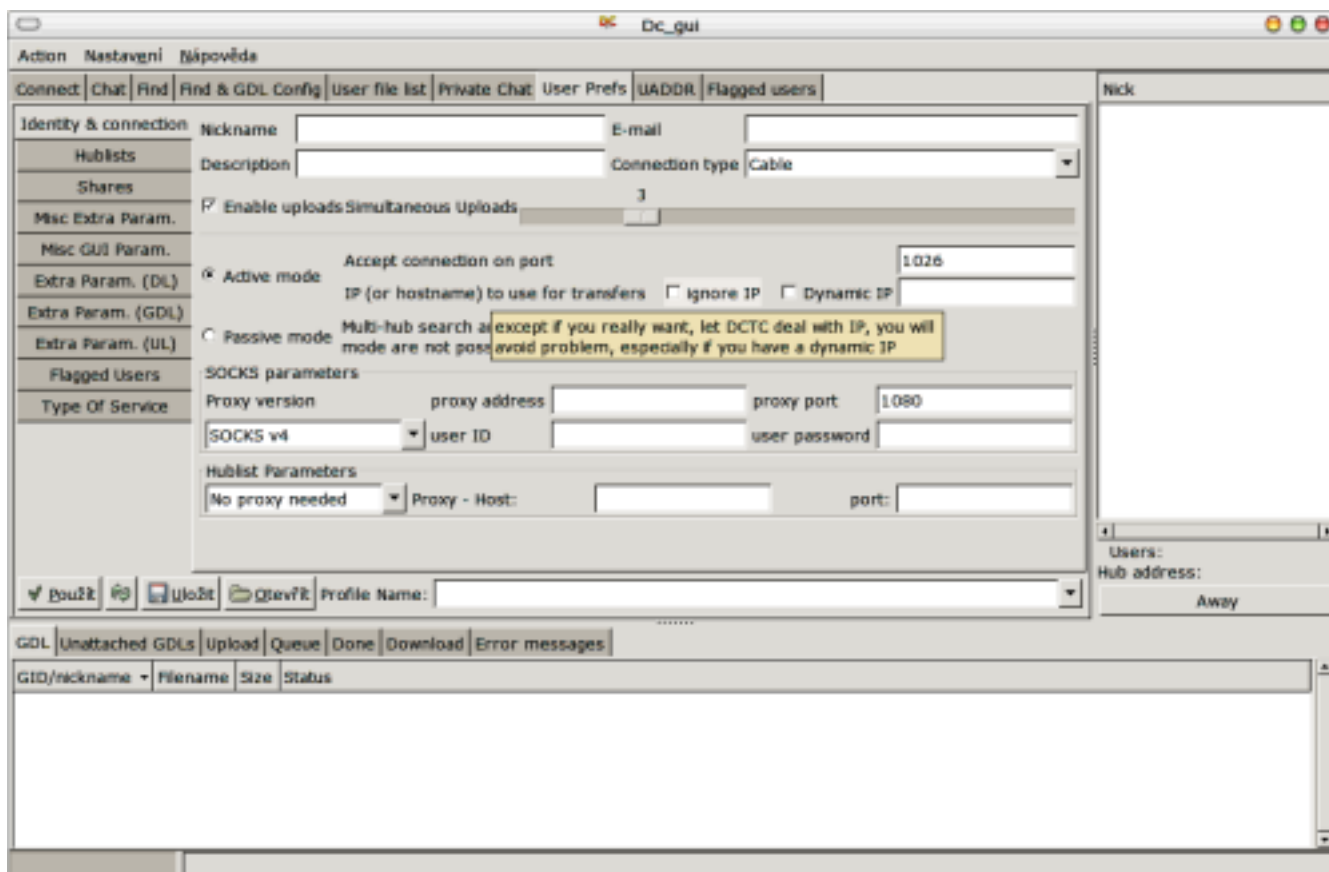 Dc_gui
Action Nastavení Nápověda
Connect Chat Find Find & GDL Config User file list Private Chat User Prefs UADDR Flagged users
Nick
Identity & connection
Hublists
Shares
Misc Extra Param.
Misc GUI Param.
Extra Param. (DL)
Extra Param. (GDL)
Extra Param. (UL)
Flagged Users
Type Of Service
Nickname E-mail
Description Connection type Cable
3
Enable uploads Simultaneous Uploads
Active mode Accept connection on port 1026
IP (or hostname) to use for transfers ignore IP Dynamic IP
Passive mode Multi-hub search
mode are not
except if you really want, let DCTC deal with IP, you will
avoid problem, especially if you have a dynamic IP
SOCKS parameters
Proxy version proxy address proxy port 1080
SOCKS v4 user ID user password
Hublist Parameters
No proxy needed Proxy - Host: port:
Users:
Hub address:
Away
Použít Uložit Otevřít Profile Name:
GDL Unattached GDLs Upload Queue Done Download Error messages
GID/nickname Filename Size Status